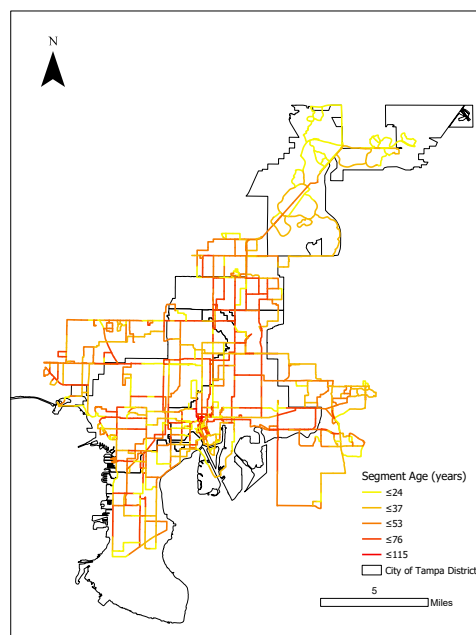 N
Segment Age (years)
≤24
≤37
≤53
≤76
≤115
City of Tampa District
5
Miles